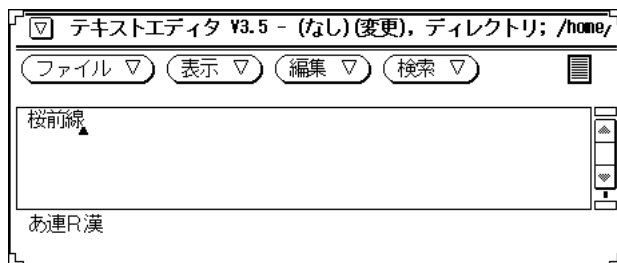 テキストエディタ V3.5 - (なし)(変更), ディレクトリ; /home/
ファイル ▽ 表示 ▽ 編集 ▽ 検索 ▽
桜前線
あ連R漢